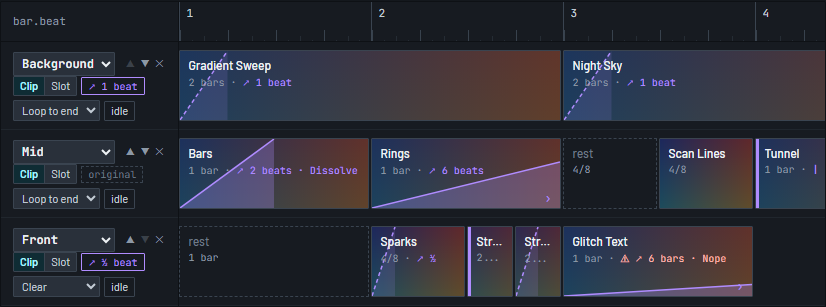 bar.beat
1 2 3 4
Background
Clip Slot ↗ 1 beat
Loop to end idle
Gradient Sweep
2 bars · ↗ 1 beat
Night Sky
2 bars · ↗ 1 beat
Mid
Clip Slot original
Loop to end idle
Bars
1 bar · ↗ 2 beats · Dissolve
Rings
1 bar · ↗ 6 beats
rest
4/8
Scan Lines
4/8
Tunnel
1 bar ·
Front
Clip Slot ↗ ⅜ beat
Clear idle
rest
1 bar
Sparks
4/8 · ↗ ⅜
Str...
2...
Str...
2...
Glitch Text
1 bar · ⚠ ↗ 6 bars · Nope